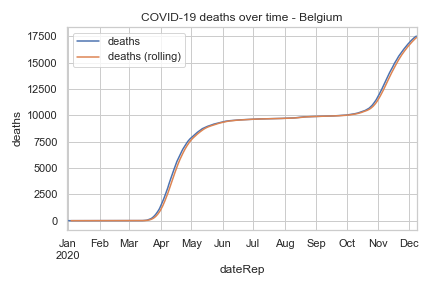 COVID-19 deaths over time - Belgium
deaths
deaths (rolling)
17500
15000
12500
10000
7500
5000
2500
0
deaths
Jan Feb Mar Apr May Jun Jul Aug Sep Oct Nov Dec
2020
dateRep